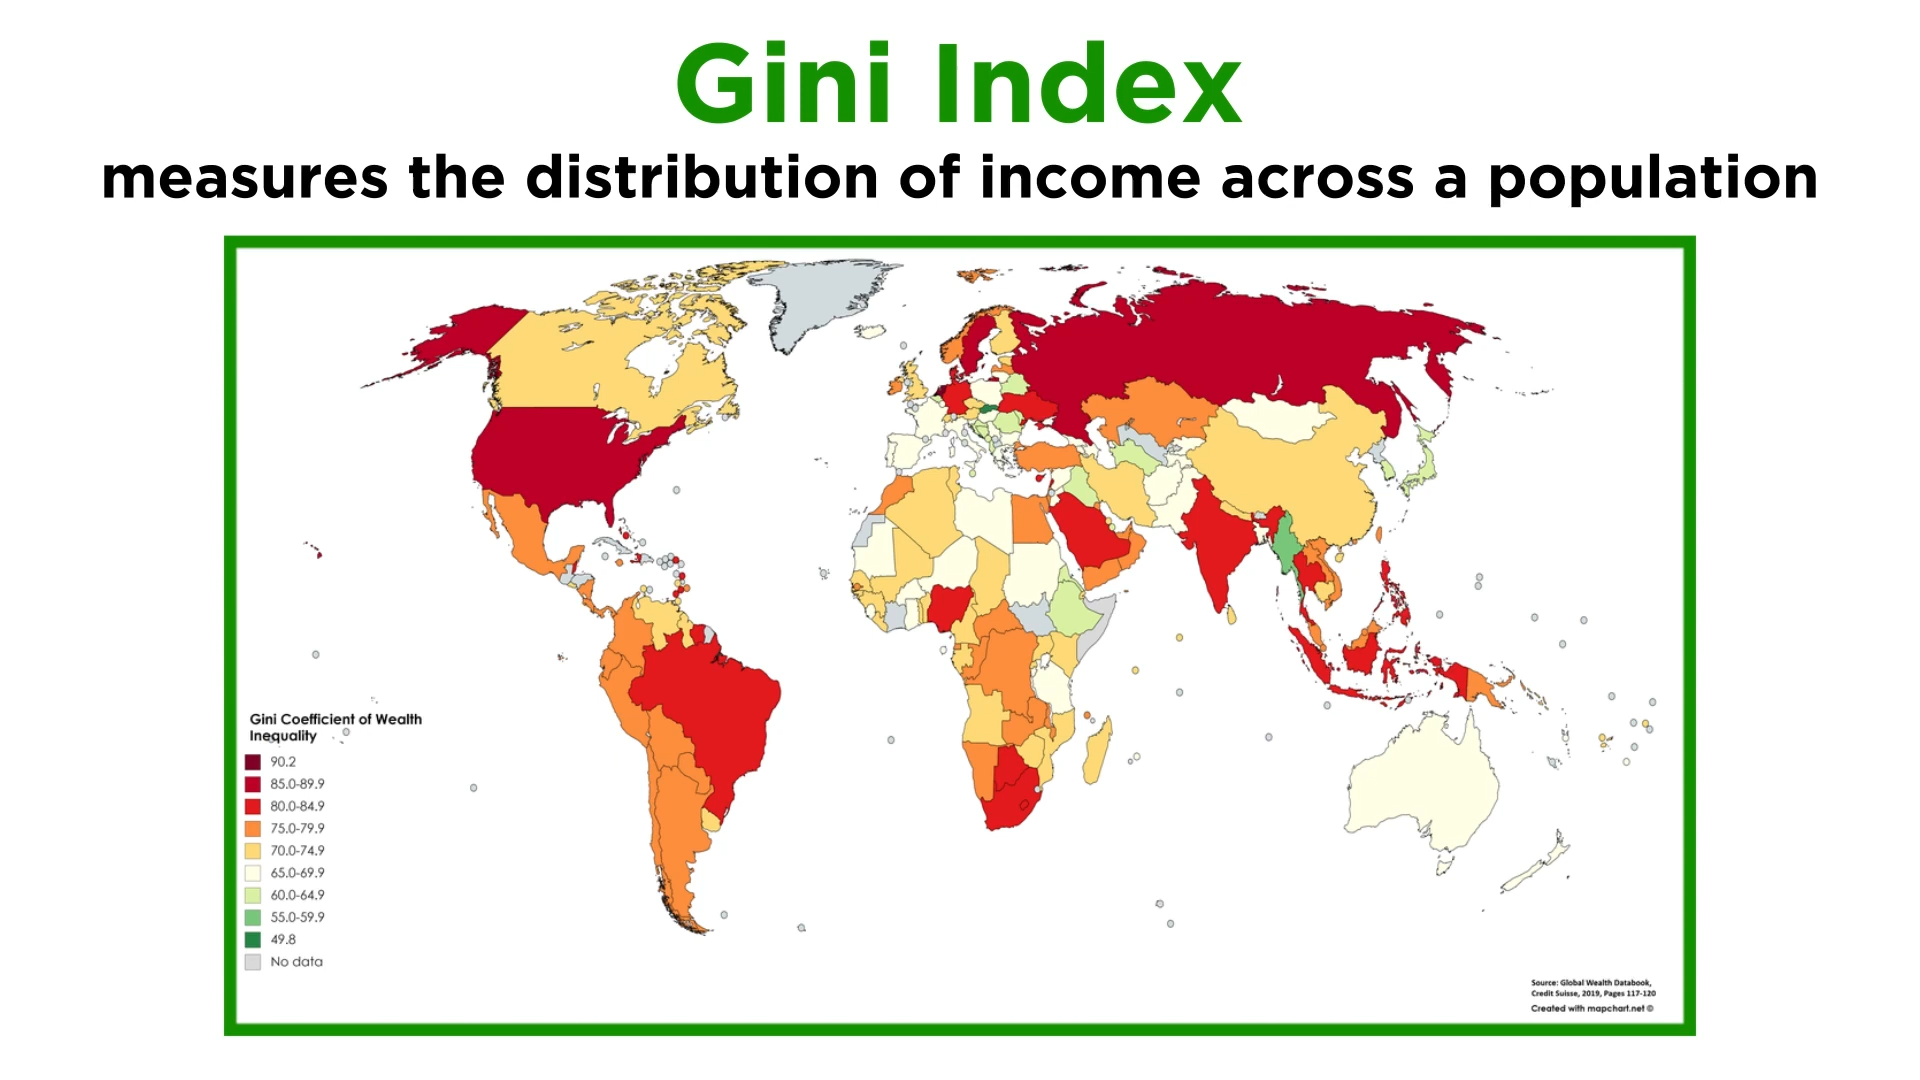 Gini Index
measures the distribution of income across a population
Gini Coefficient of Wealth
Inequality
90.2
85.0-89.9
80.0-84.9
75.0-79.9
70.0-74.9
65.0-69.9
60.0-64.9
55.0-59.9
49.8
No data
Source: Global Wealth Databook,
Credit Suisse, 2019, Pages 117-120
Created with mapchart.net ©